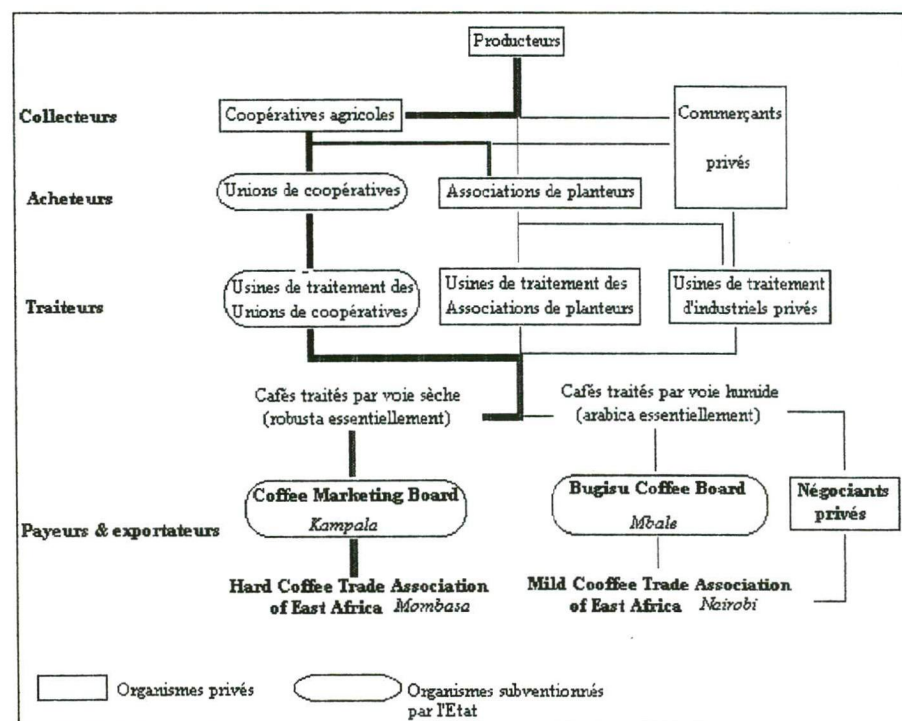 Producteurs
Collecteurs
Coopératives agricoles
Commerçants
privés
Acheteurs
Unions de coopératives
Associations de planteurs
Traiteurs
Usines de traitement des
Unions de coopératives
Usines de traitement des
Associations de planteurs
Usines de traitement
d'industriels privés
Cafés traités par voie sèche
(robusta essentiellement)
Cafés traités par voie humide
(arabica essentiellement)
Payeurs & exportateurs
Coffee Marketing Board
Kampala
Bugisu Coffee Board
Mbale
Négociants
privés
Hard Coffee Trade Association
of East Africa Mombasa
Mild Cooffee Trade Association
of East Africa Nairobi
Organismes privés
Organismes subventionnés
par l'Etat